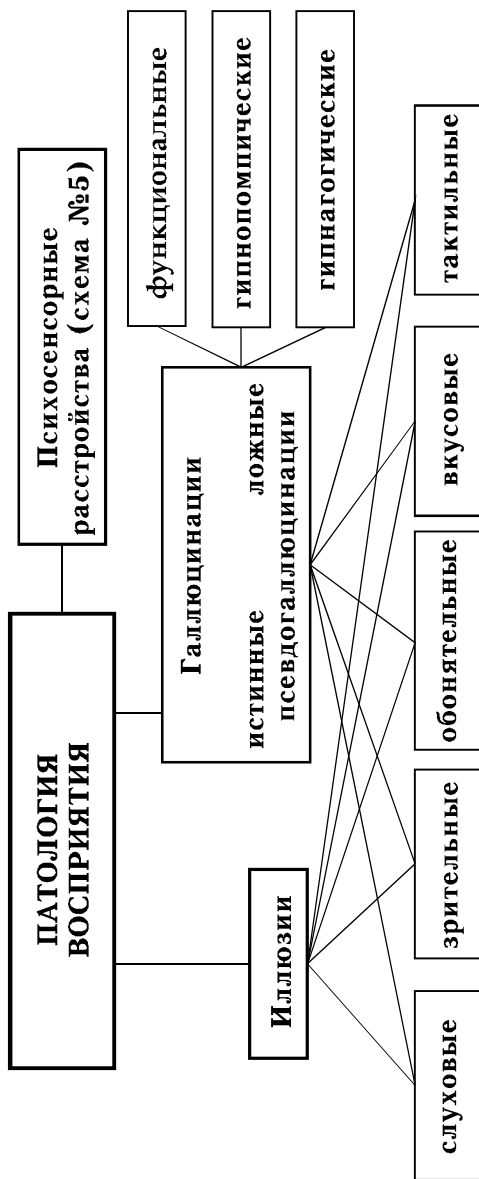 ПАТОЛОГИЯ
ВОСПРИЯТИЯ
Психосенсорные
расстройства (схема №5)
Иллюзии
Галлюцинации
истинные ложные
псевдогаллюцинации
функциональные
гипнопомпические
гипнагогические
слуховые
зрительные
обонятельные
вкусовые
тактильные